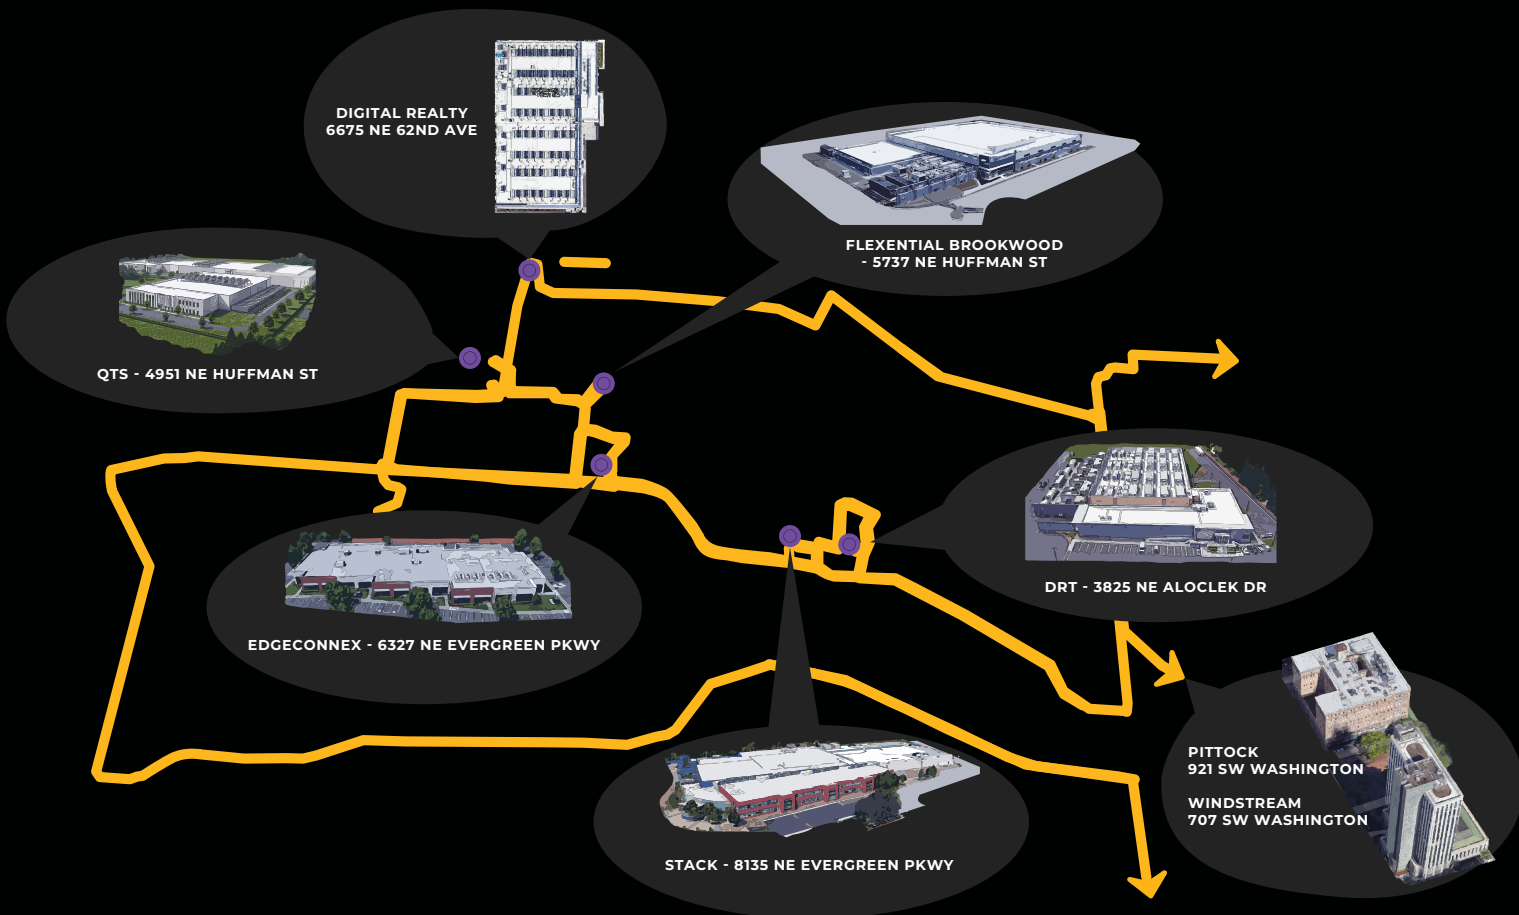 DIGITAL REALTY
6675 NE 62ND AVE
FLEXENTIAL BROOKWOOD
- 5737 NE HUFFMAN ST
QTS - 4951 NE HUFFMAN ST
DRT - 3825 NE ALOCLEK DR
EDGECONNEX - 6327 NE EVERGREEN PKWY
PITTOCK
921 SW WASHINGTON
WINDSTREAM
707 SW WASHINGTON
STACK - 8135 NE EVERGREEN PKWY